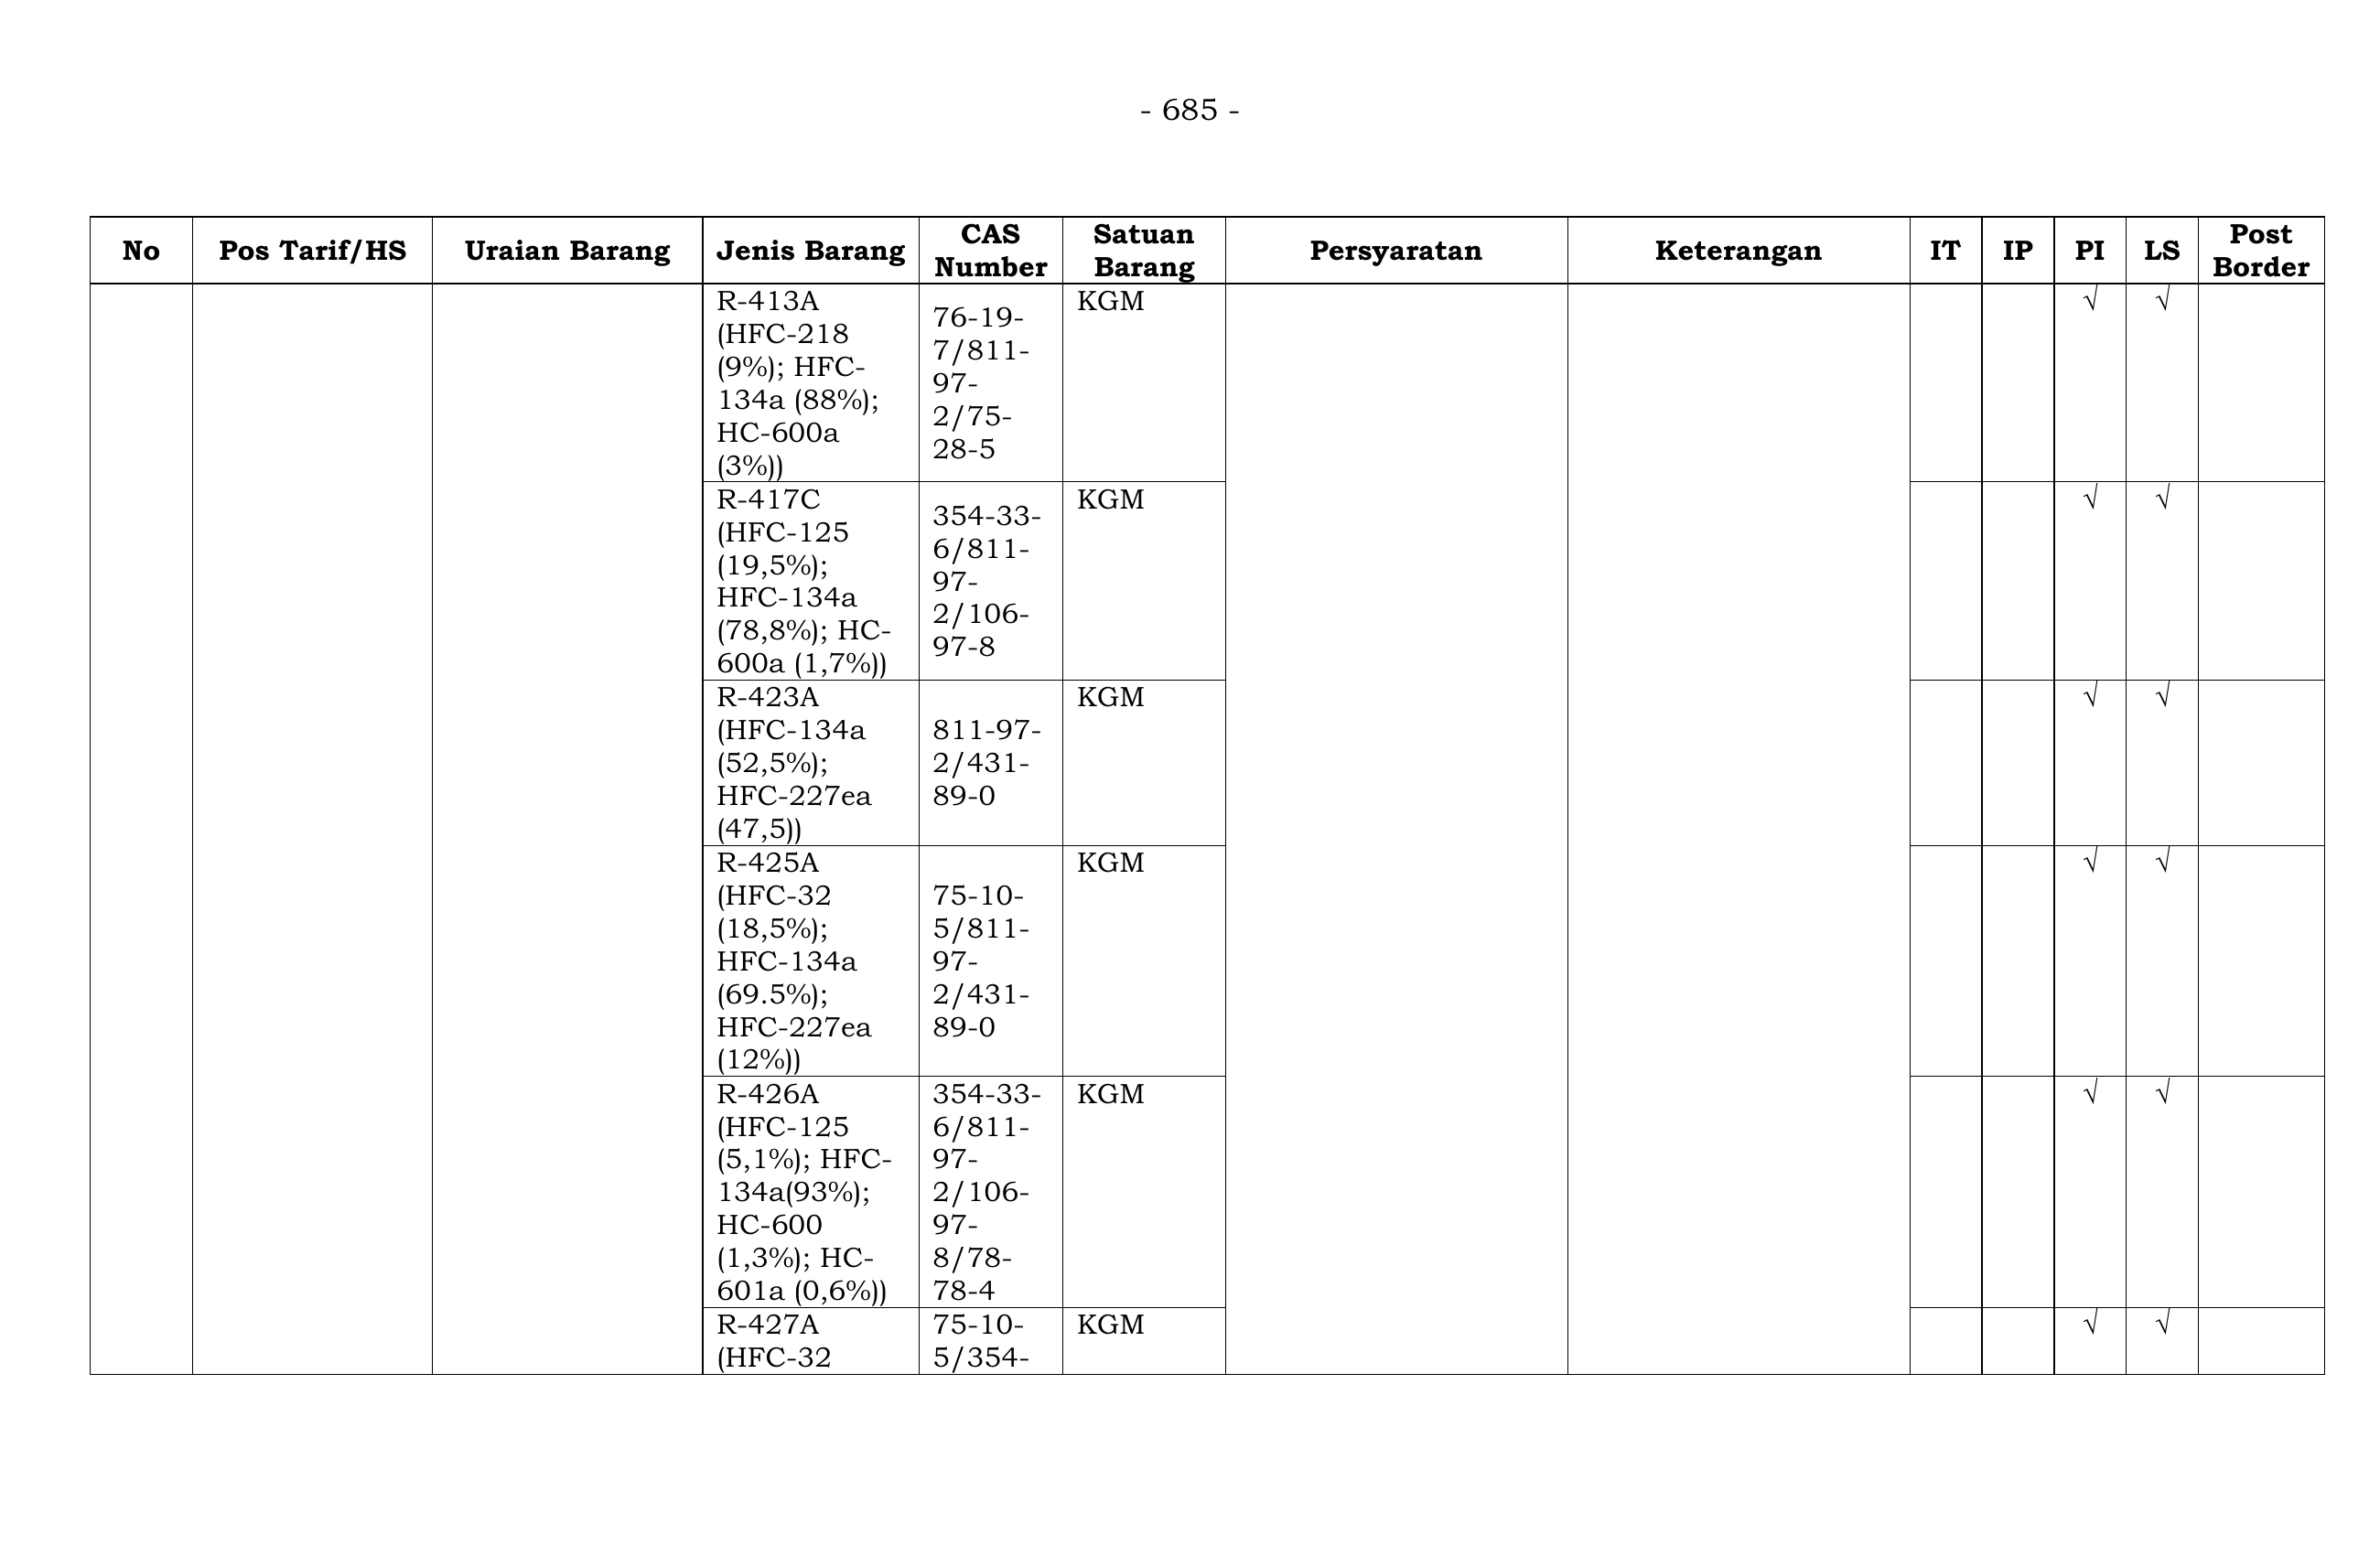 - 685 -
No Pos Tarif/HS Uraian Barang Jenis Barang CAS Number Satuan Barang Persyaratan Keterangan IT IP PI LS Post Border
R-413A
(HFC-218
(9%); HFC-
134a (88%);
HC-600a
(3%))
76-19-
7/811-
97-
2/75-
28-5
KGM
√ √
R-417C
(HFC-125
(19,5%);
HFC-134a
(78,8%); HC-
600a (1,7%))
354-33-
6/811-
97-
2/106-
97-8
KGM
√ √
R-423A
(HFC-134a
(52,5%);
HFC-227ea
(47,5))
811-97-
2/431-
89-0
KGM
√ √
R-425A
(HFC-32
(18,5%);
HFC-134a
(69.5%);
HFC-227ea
(12%))
75-10-
5/811-
97-
2/431-
89-0
KGM
√ √
R-426A
(HFC-125
(5,1%); HFC-
134a(93%);
HC-600
(1,3%); HC-
601a (0,6%))
354-33-
6/811-
97-
2/106-
97-
8/78-
78-4
KGM
√ √
R-427A
(HFC-32
75-10-
5/354-
KGM
√ √